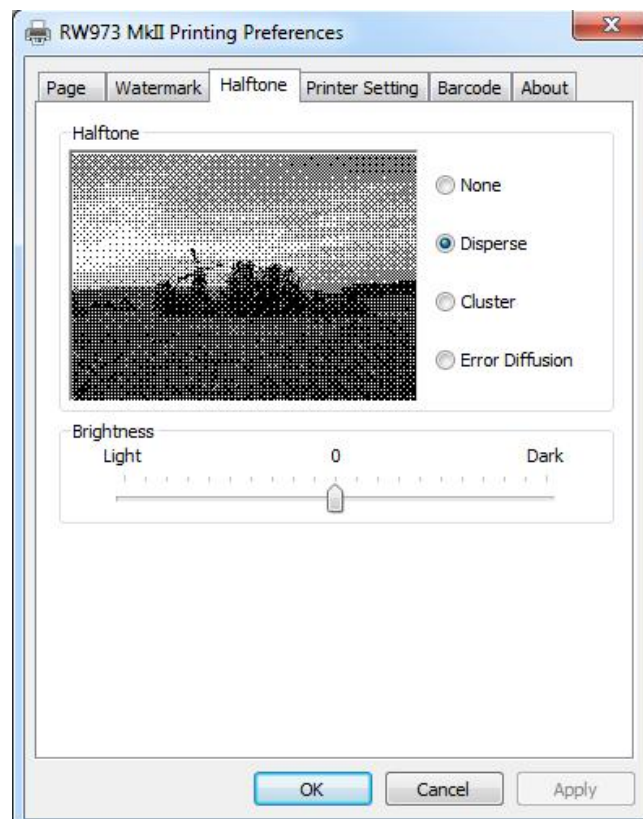 RW973 MkII Printing Preferences
Page Watermark Halftone Printer Setting Barcode About
Halftone
None
Disperse
Cluster
Error Diffusion
Brightness
Light 0 Dark
OK Cancel Apply